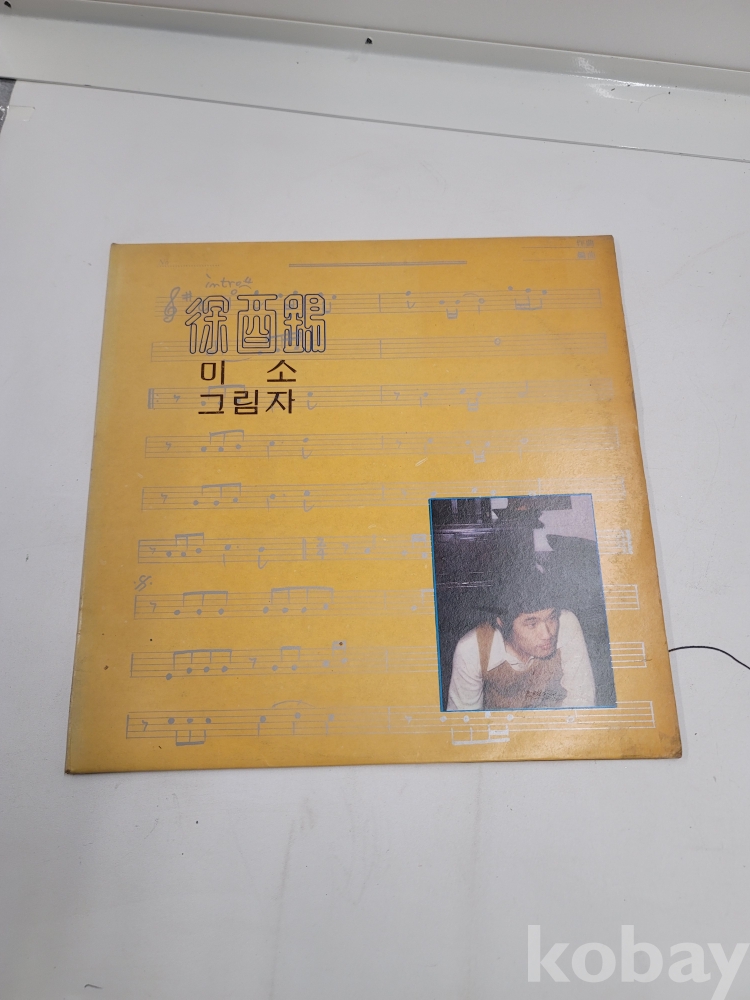 intro
徐酉錫
미 소
그림자
kobay